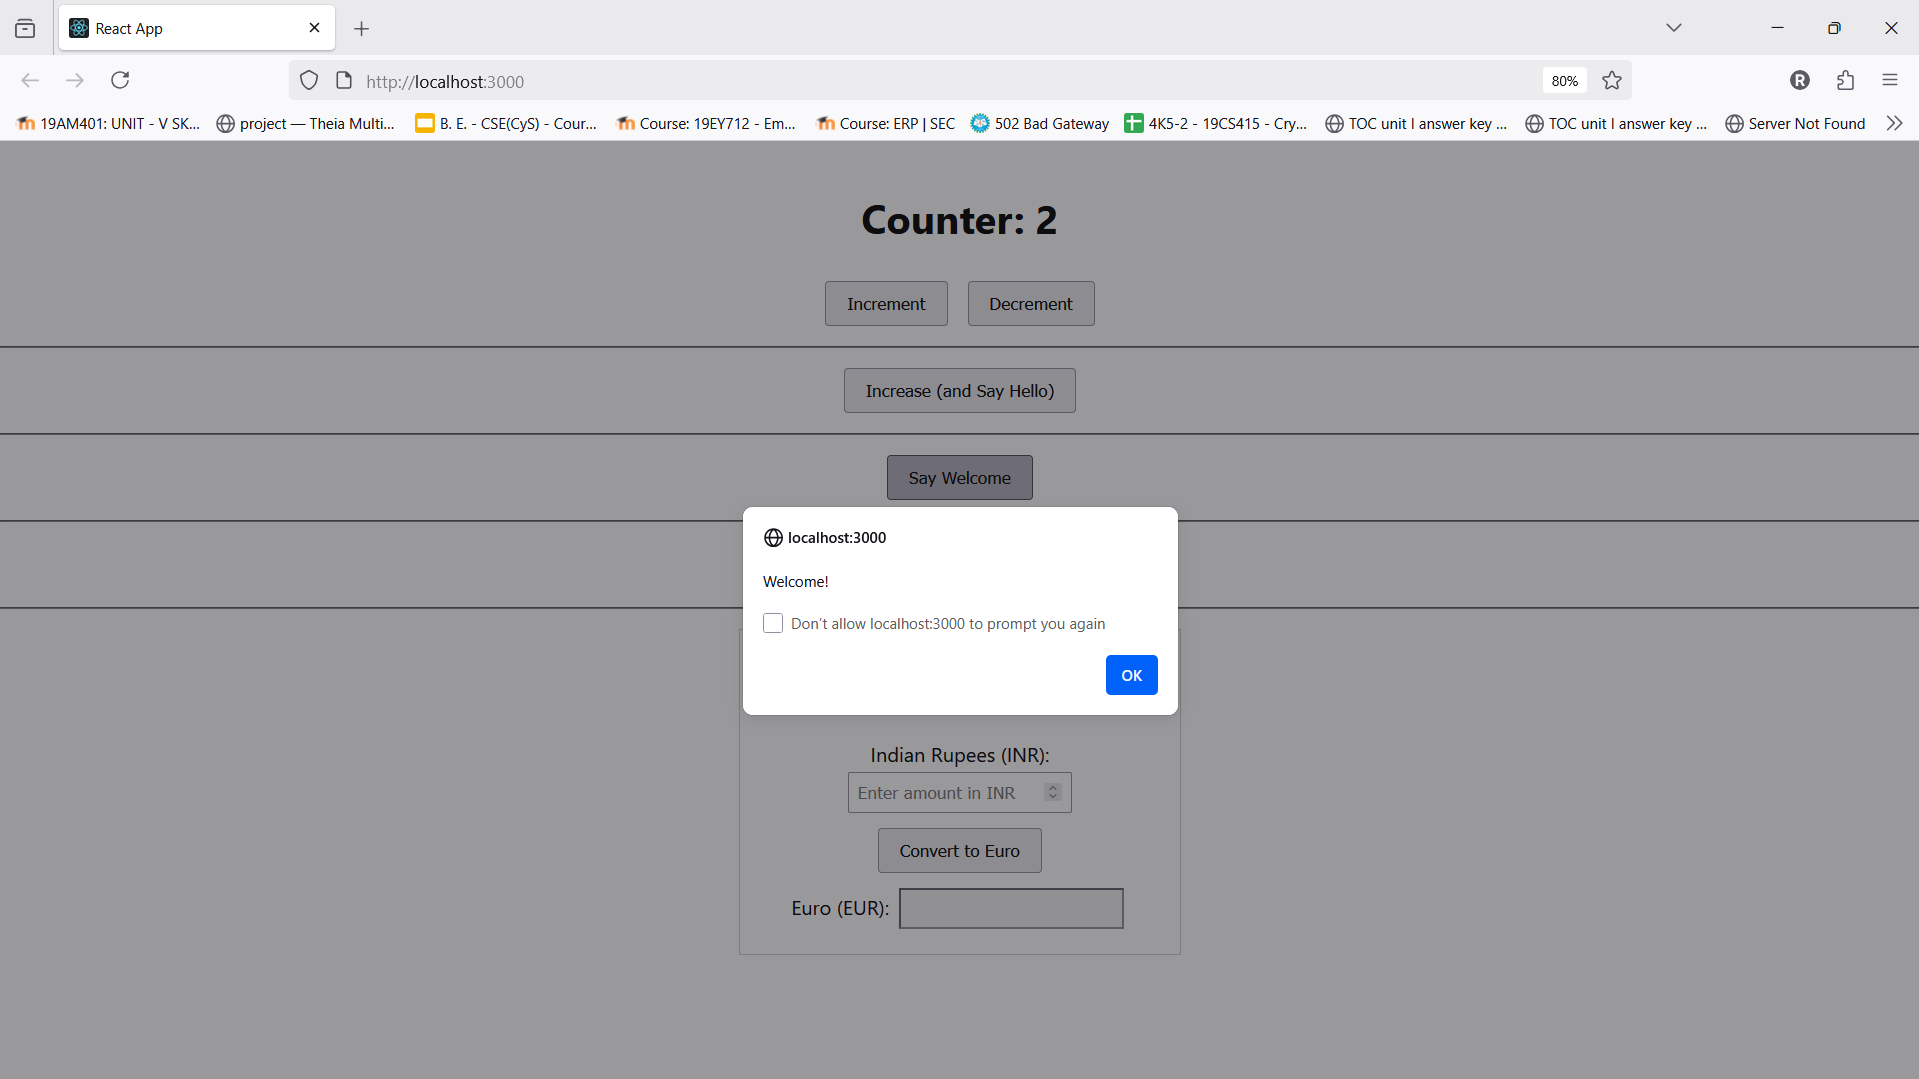 React App
http://localhost:3000
80%
R
19AM401: UNIT - V SK...
project — Theia Multi...
B. E. - CSE(CyS) - Cour...
Course: 19EY712 - Em...
Course: ERP | SEC
502 Bad Gateway
4K5-2 - 19CS415 - Cry...
TOC unit I answer key ...
TOC unit I answer key ...
Server Not Found
Counter: 2
Increment
Decrement
Increase (and Say Hello)
Say Welcome
localhost:3000
Welcome!
Don't allow localhost:3000 to prompt you again
OK
Indian Rupees (INR):
Enter amount in INR
Convert to Euro
Euro (EUR):